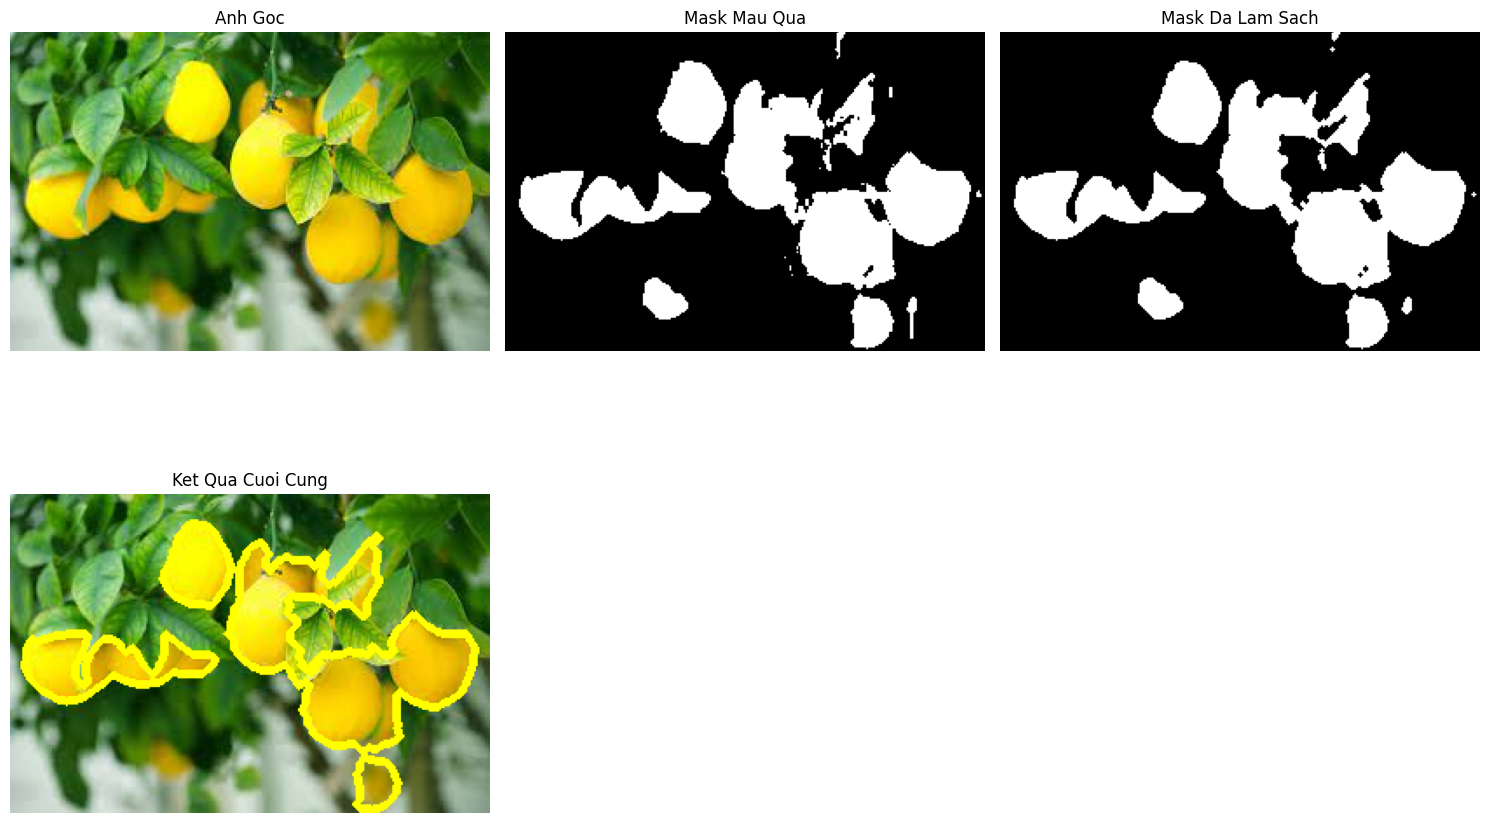 Anh Goc
Mask Mau Qua
Mask Da Lam Sach
Ket Qua Cuoi Cung